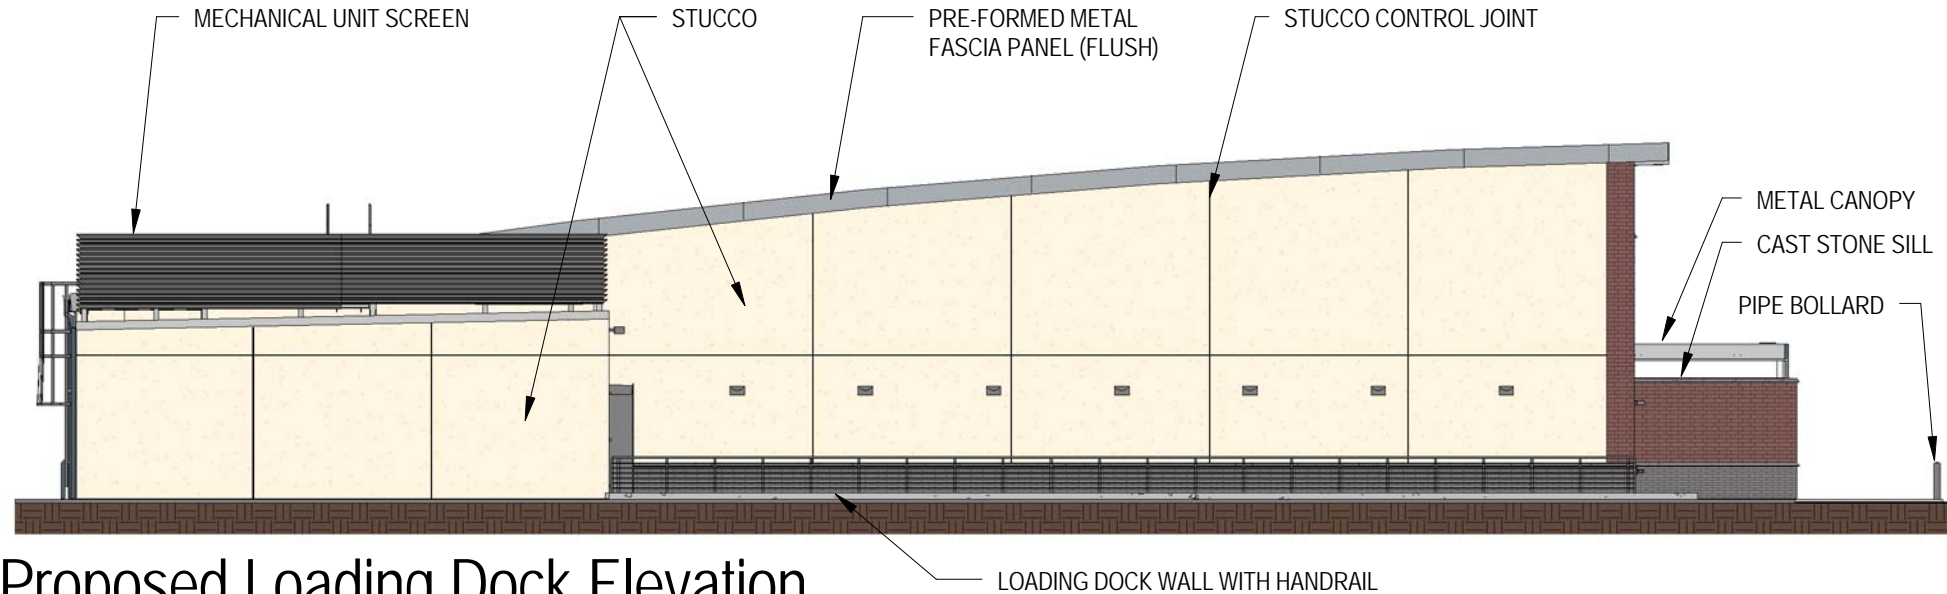 MECHANICAL UNIT SCREEN
STUCCO
PRE-FORMED METAL
FASCIA PANEL (FLUSH)
STUCCO CONTROL JOINT
METAL CANOPY
CAST STONE SILL
PIPE BOLLARD
LOADING DOCK WALL WITH HANDRAIL
Proposed Loading Dock Elevation